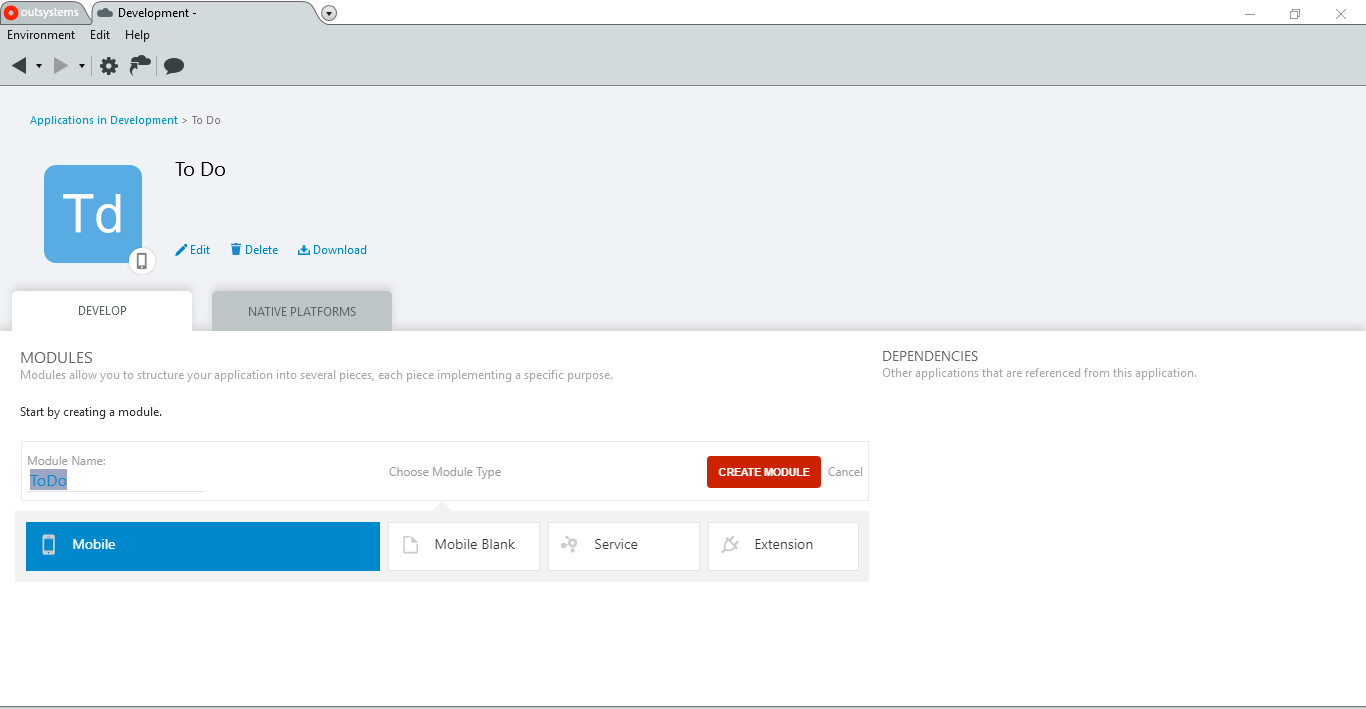 outsystems Development -
Environment Edit Help
Applications in Development > To Do
Td
To Do
Edit Delete Download
DEVELOP NATIVE PLATFORMS
MODULES
Modules allow you to structure your application into several pieces, each piece implementing a specific purpose.
DEPENDENCIES
Other applications that are referenced from this application.
Start by creating a module.
Module Name:
ToDo
Choose Module Type
CREATE MODULE Cancel
Mobile Mobile Blank Service Extension